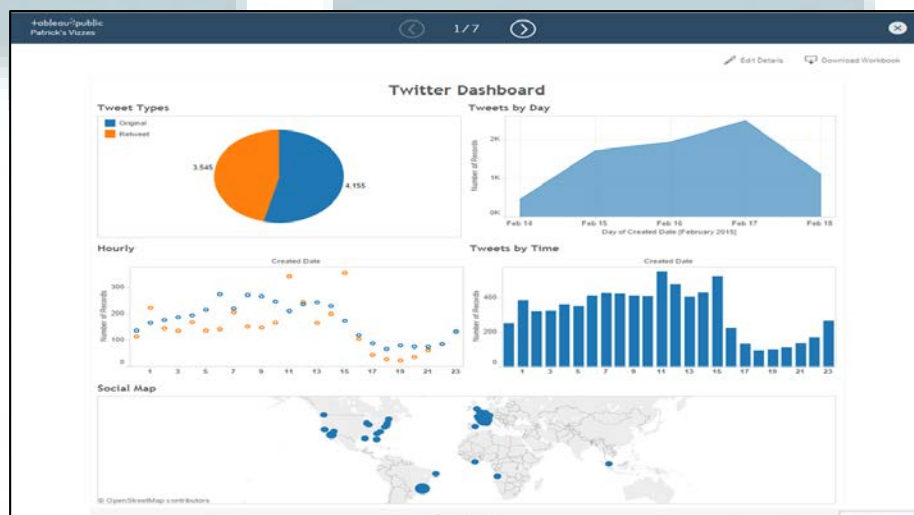 +ableau public
Patrick's Vizzes
1/7
Edit Details
Download Workbook
Twitter Dashboard
Tweet Types
Original
Retweet
3,545
4,155
Tweets by Day
Number of Records
2K
1K
0K
Feb 14
Feb 15
Feb 16
Feb 17
Feb 18
Day of Created Date [February 2015]
Hourly
Created Date
Number of Records
300
200
100
0
1
3
5
7
9
11
13
15
17
19
21
23
Tweets by Time
Created Date
Number of Records
400
200
0
1
3
5
7
9
11
13
15
17
19
21
23
Social Map
© OpenStreetMap contributors